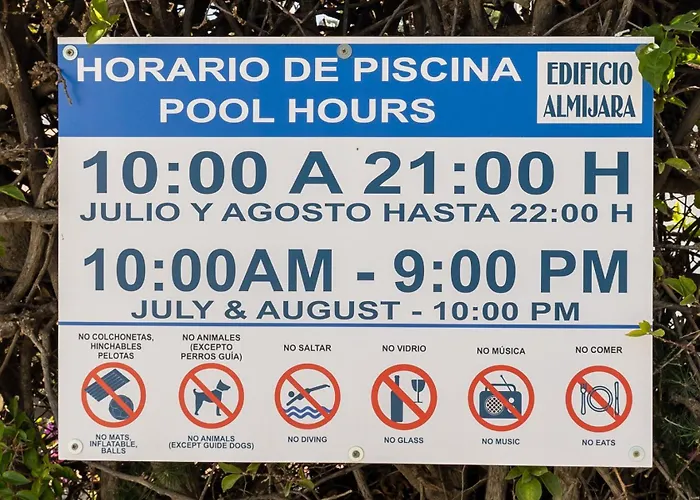 HORARIO DE PISCINA
POOL HOURS
EDIFICIO
ALMIJARA
10:00 A 21:00 H
JULIO Y AGOSTO HASTA 22:00 H
10:00AM - 9:00 PM
JULY & AUGUST - 10:00 PM
NO COLCHONETAS,
HINCHABLES
PELOTAS
NO MATS,
INFLATABLE,
BALLS
NO ANIMALES
(EXCEPTO
PERROS GUÍA)
NO ANIMALS
(EXCEPT GUIDE DOGS)
NO SALTAR
NO DIVING
NO VIDRIO
NO GLASS
NO MÚSICA
NO MUSIC
NO COMER
NO EATS